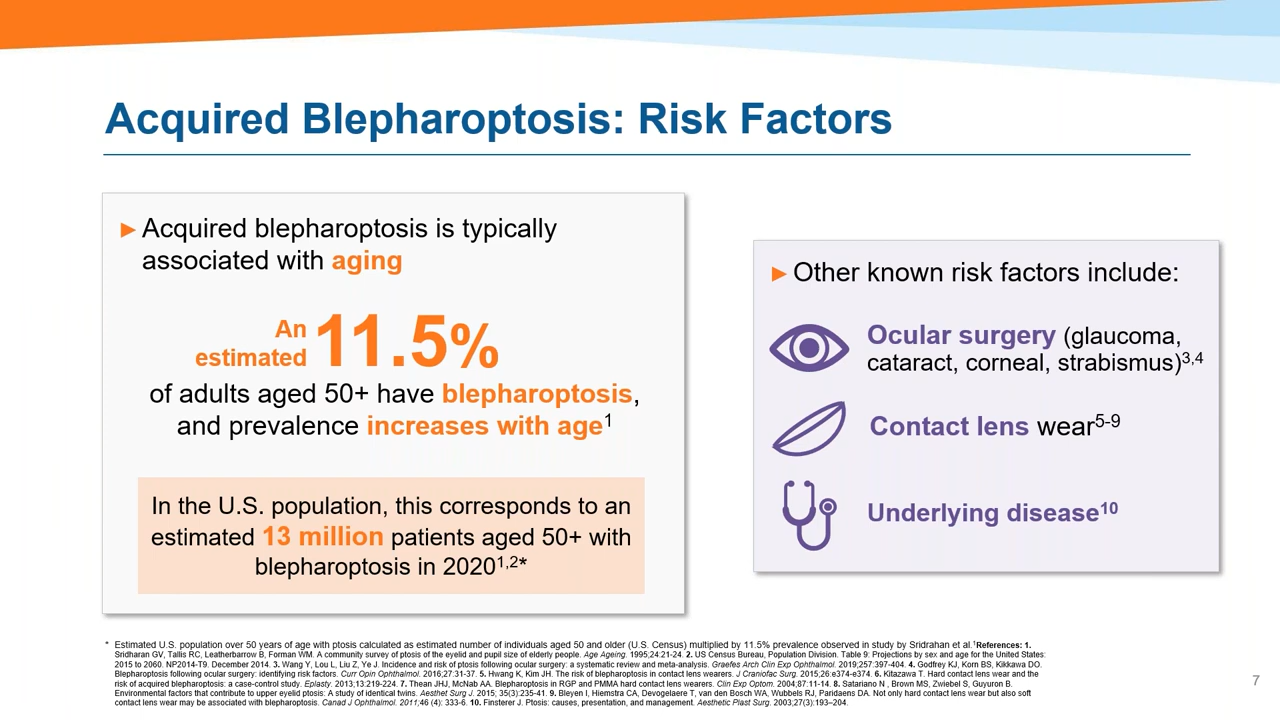 Acquired Blepharoptosis: Risk Factors
► Acquired blepharoptosis is typically
associated with aging
An
estimated 11.5%
of adults aged 50+ have blepharoptosis,
and prevalence increases with age1
In the U.S. population, this corresponds to an
estimated 13 million patients aged 50+ with
blepharoptosis in 20201,2*
► Other known risk factors include:
Ocular surgery (glaucoma,
cataract, corneal, strabismus)3,4
Contact lens wear5-9
Underlying disease10
* Estimated U.S. population over 50 years of age with ptosis calculated as estimated number of individuals aged 50 and older (U.S. Census) multiplied by 11.5% prevalence observed in study by Sridrahan et al.1References: 1.
Sridharan GV, Tallis RC, Leatherbarrow B, Forman WM. A community survey of ptosis of the eyelid and pupil size of elderly people. Age Ageing. 1995;24:21-24. 2. US Census Bureau, Population Division. Table 9: Projections by sex and age for the United States:
2015 to 2060. NP2014-T9. December 2014. 3. Wang Y, Lou L, Liu Z, Ye J. Incidence and risk of ptosis following ocular surgery: a systematic review and meta-analysis. Graefes Arch Clin Exp Ophthalmol. 2019;257:397-404. 4. Godfrey KJ, Korn BS, Kikkawa DO.
Blepharoptosis following ocular surgery: identifying risk factors. Curr Opin Ophthalmol. 2016;27:31-37. 5. Hwang K, Kim JH. The risk of blepharoptosis in contact lens wearers. J Craniofac Surg. 2015;26:e374-e374. 6. Kitazawa T. Hard contact lens wear and the
risk of acquired blepharoptosis: a case-control study. Eplasty. 2013;13:219-224. 7. Thean JHJ, McNab AA. Blepharoptosis in RGP and PMMA hard contact lens wearers. Clin Exp Optom. 2004;87:11-14. 8. Satariano N , Brown MS, Zwiebel S, Guyuron B.
Environmental factors that contribute to upper eyelid ptosis: A study of identical twins. Aesthet Surg J. 2015; 35(3):235-41. 9. Bleyen I, Hiemstra CA, Devogelaere T, van den Bosch WA, Wubbels RJ, Paridaens DA. Not only hard contact lens wear but also soft
contact lens wear may be associated with blepharoptosis. Canad J Ophthalmol. 2011;46 (4): 333-6. 10. Finsterer J. Ptosis: causes, presentation, and management. Aesthetic Plast Surg. 2003;27(3):193–204.
7